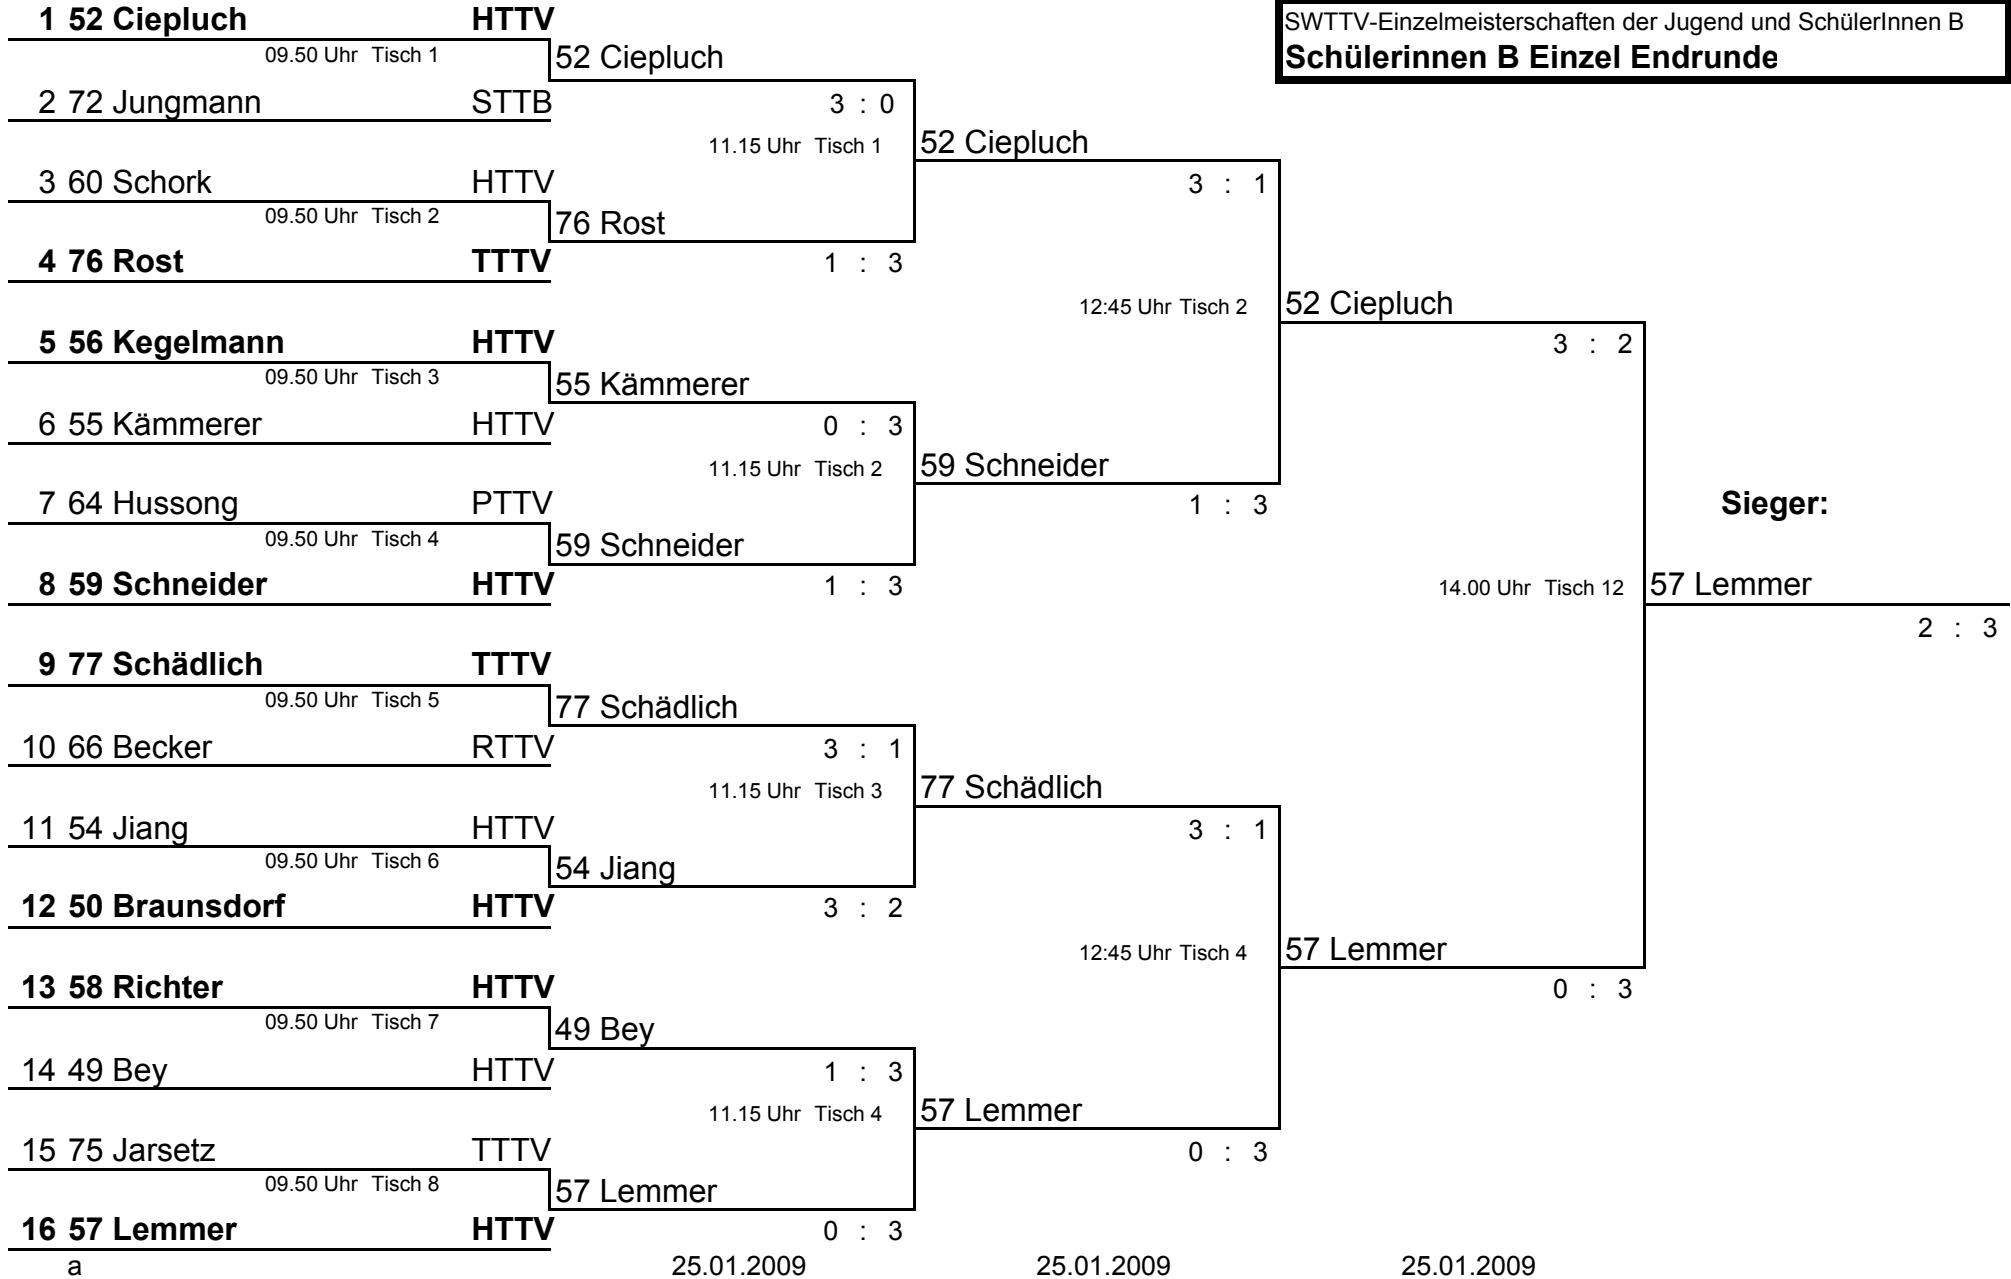 1 52 Ciepluch HTTV
SWTTV-Einzelmeisterschaften der Jugend und SchülerInnen B
Schülerinnen B Einzel Endrunde
09.50 Uhr Tisch 1
52 Ciepluch
2 72 Jungmann STTB
3 : 0
11.15 Uhr Tisch 1
52 Ciepluch
3 60 Schork HTTV
3 : 1
09.50 Uhr Tisch 2
76 Rost
4 76 Rost TTTV
1 : 3
12:45 Uhr Tisch 2
52 Ciepluch
5 56 Kegelmann HTTV
3 : 2
09.50 Uhr Tisch 3
55 Kämmerer
6 55 Kämmerer HTTV
0 : 3
11.15 Uhr Tisch 2
59 Schneider
7 64 Hussong PTTV
1 : 3
Sieger:
09.50 Uhr Tisch 4
59 Schneider
8 59 Schneider HTTV
1 : 3
14.00 Uhr Tisch 12
57 Lemmer
2 : 3
9 77 Schädlich TTTV
09.50 Uhr Tisch 5
77 Schädlich
10 66 Becker RTTV
3 : 1
11.15 Uhr Tisch 3
77 Schädlich
11 54 Jiang HTTV
3 : 1
09.50 Uhr Tisch 6
54 Jiang
12 50 Braunsdorf HTTV
3 : 2
12:45 Uhr Tisch 4
57 Lemmer
13 58 Richter HTTV
0 : 3
09.50 Uhr Tisch 7
49 Bey
14 49 Bey HTTV
1 : 3
11.15 Uhr Tisch 4
57 Lemmer
15 75 Jarsetz TTTV
0 : 3
09.50 Uhr Tisch 8
57 Lemmer
16 57 Lemmer HTTV
0 : 3
a 25.01.2009 25.01.2009 25.01.2009